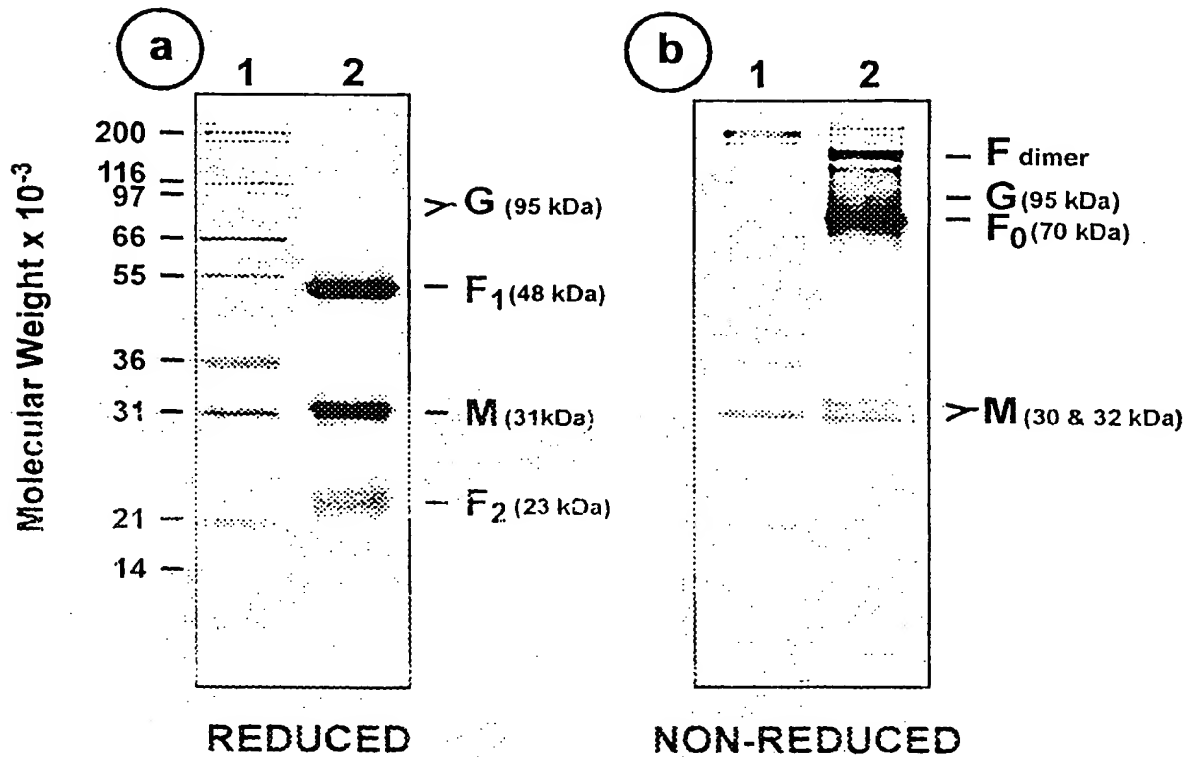 a
1 2
Molecular Weight x 10-3
200
116
97
66
55
36
31
21
14
G (95 kDa)
F1 (48 kDa)
M (31kDa)
F2 (23 kDa)
REDUCED
b
1 2
F dimer
G (95 kDa)
F0 (70 kDa)
M (30 & 32 kDa)
NON-REDUCED